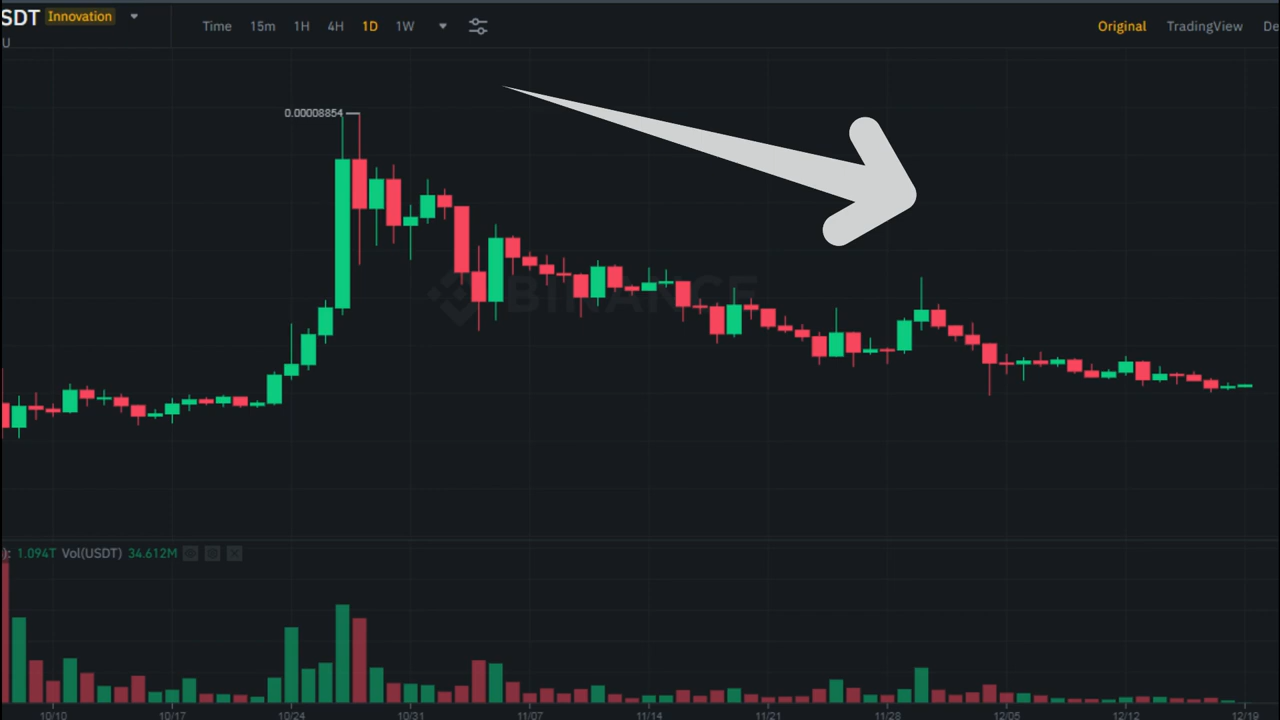 SDT Innovation
U
Time 15m 1H 4H 1D 1W
Original TradingView De
0.00008854
BINANCE
): 1.094T Vol(USDT) 34.612M
10/10 10/17 10/24 10/31 11/07 11/14 11/21 11/28 12/05 12/12 12/19